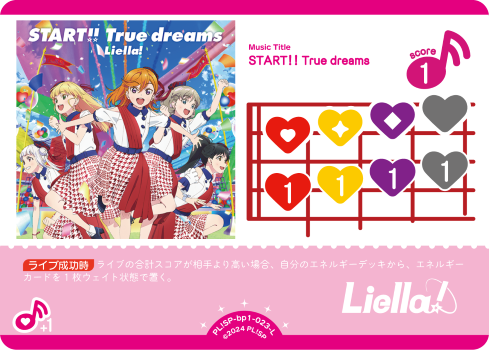 START!! True dreams
Liella!
Music Title
START!! True dreams
score
1
1 1 1 1
ライブ成功時 ライブの合計スコアが相手より高い場合、自分のエネルギーデッキから、エネルギー
カードを1枚ウェイト状態で置く。
+1
Liella!
PL!SP-bp1-023-L
©2024 PL!SP